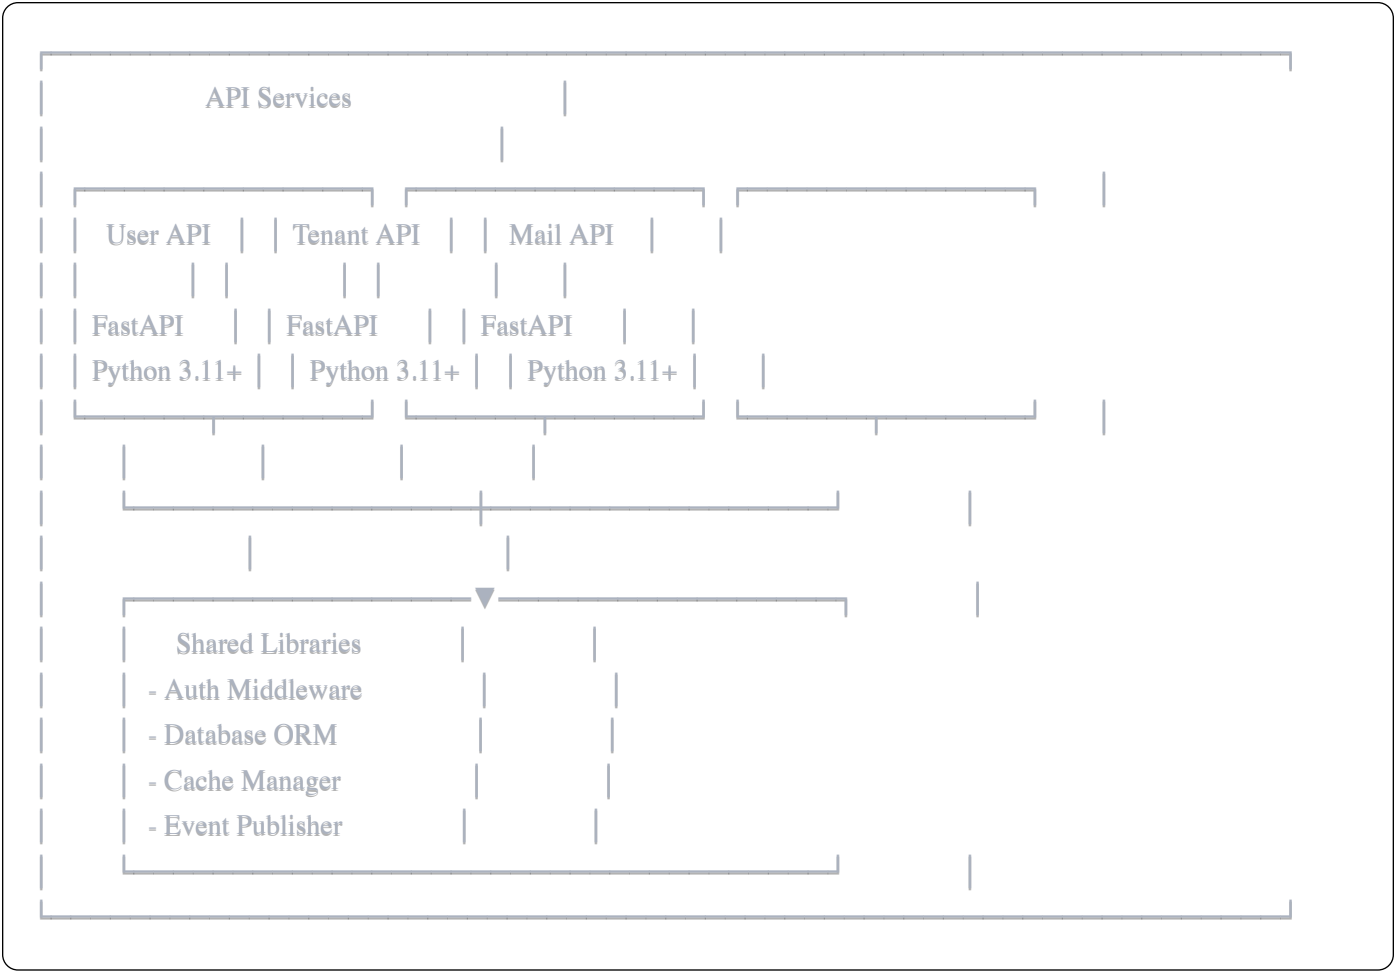 API Services
User API Tenant API Mail API
FastAPI FastAPI FastAPI
Python 3.11+ Python 3.11+ Python 3.11+
Shared Libraries
- Auth Middleware
- Database ORM
- Cache Manager
- Event Publisher